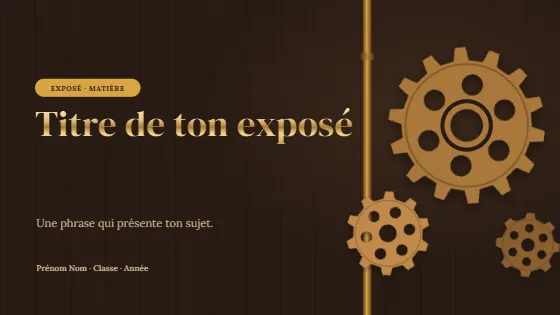 EXPOSÉ · MATIÈRE
Titre de ton exposé
Une phrase qui présente ton sujet.
Prénom Nom · Classe · Année